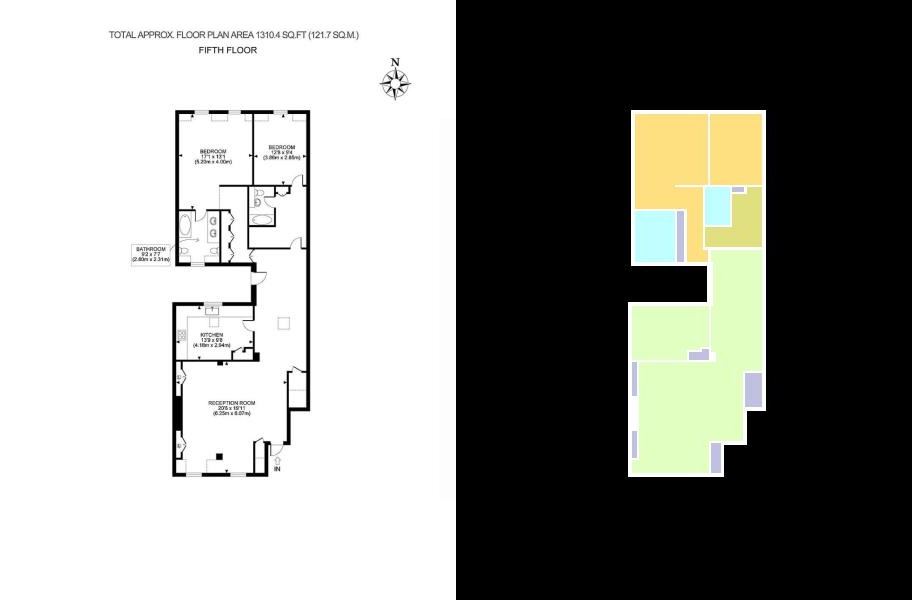 TOTAL APPROX. FLOOR PLAN AREA 1310.4 SQ.FT (121.7 SQ.M.)
FIFTH FLOOR
N
BEDROOM
17'1 x 13'1
(5.20m x 4.00m)
BEDROOM
12'8 x 9'4
(3.86m x 2.85m)
BATHROOM
9'2 x 7'7
(2.80m x 2.31m)
KITCHEN
13'9 x 9'8
(4.18m x 2.94m)
RECEPTION ROOM
20'6 x 19'11
(6.25m x 6.07m)
IN